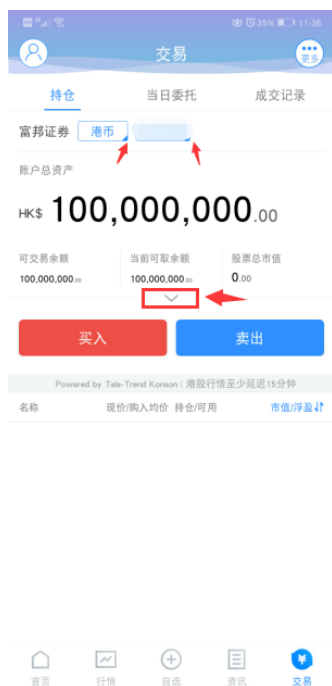 35% 11:36
交易
更多
持仓 当日委托 成交记录
富邦证券 港币
账户总资产
HK$ 100,000,000.00
可交易余额 当前可取余额 股票总市值
100,000,000.00 100,000,000.00 0.00
买入 卖出
Powered by Tele-Trend Konson | 港股行情至少延迟15分钟
名称 现价/购入均价 持仓/可用 市值/浮盈
首页 行情 自选 资讯 交易